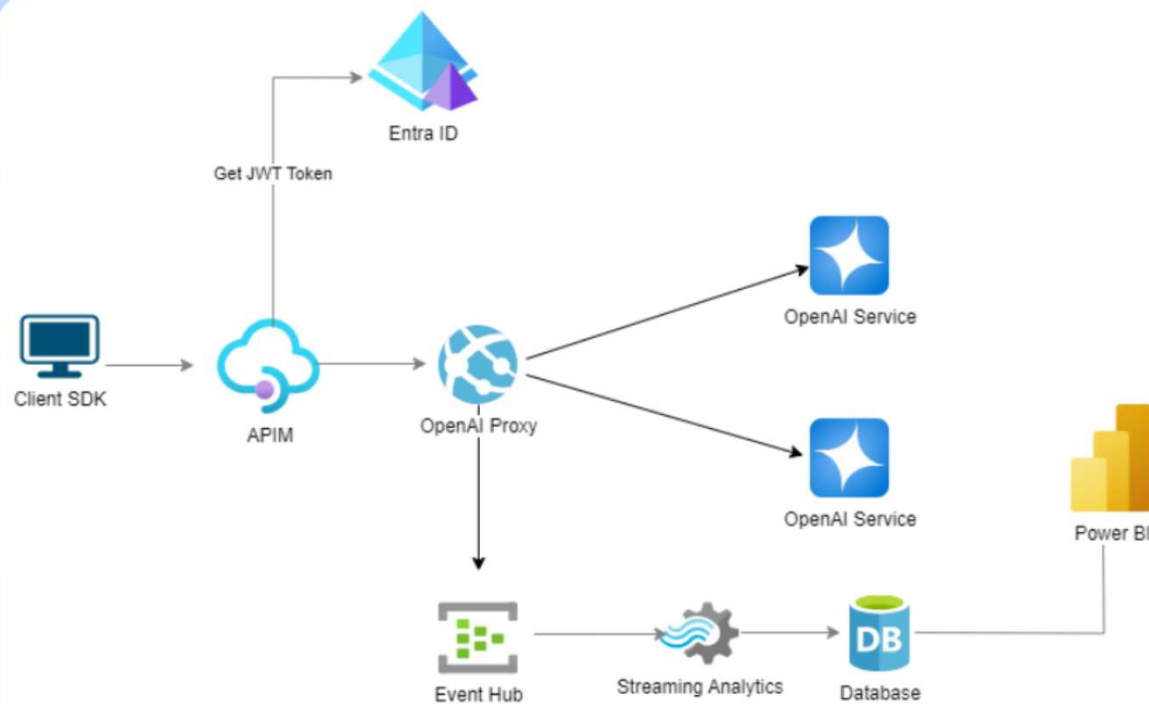 Entra ID
Get JWT Token
OpenAI Service
Client SDK
APIM
OpenAI Proxy
OpenAI Service
Power BI
DB
Event Hub
Streaming Analytics
Database